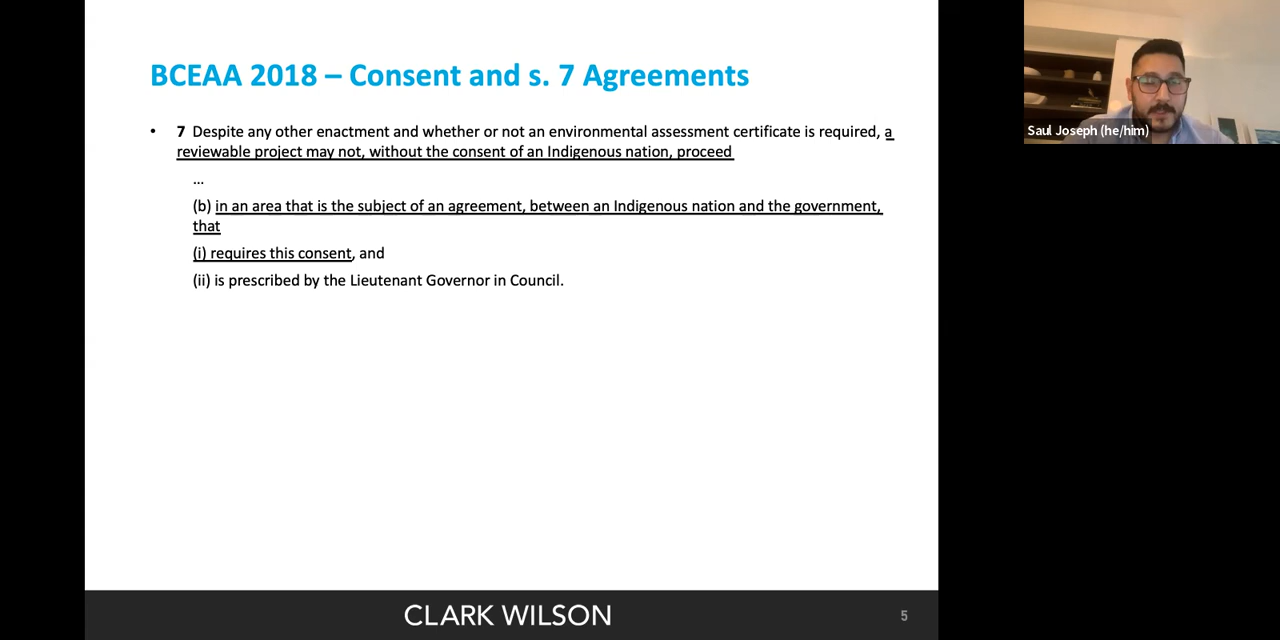 BCEAA 2018 – Consent and s. 7 Agreements
• 7 Despite any other enactment and whether or not an environmental assessment certificate is required, a
reviewable project may not, without the consent of an Indigenous nation, proceed
...
(b) in an area that is the subject of an agreement, between an Indigenous nation and the government,
that
(i) requires this consent, and
(ii) is prescribed by the Lieutenant Governor in Council.
CLARK WILSON
5
Saul Joseph (he/him)